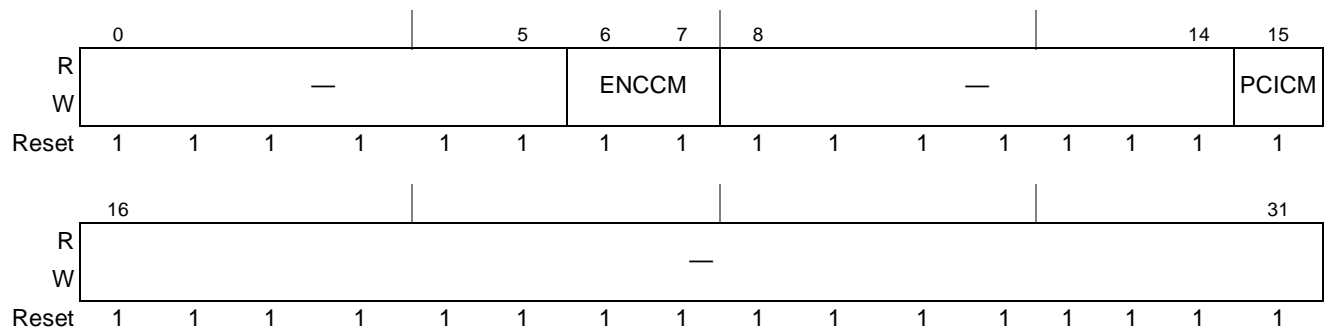 0 5 6 7 8 14 15
R
W
— ENCCM — PCICM
Reset 1 1 1 1 1 1 1 1 1 1 1 1 1 1 1 1
16 31
R
W
—
Reset 1 1 1 1 1 1 1 1 1 1 1 1 1 1 1 1